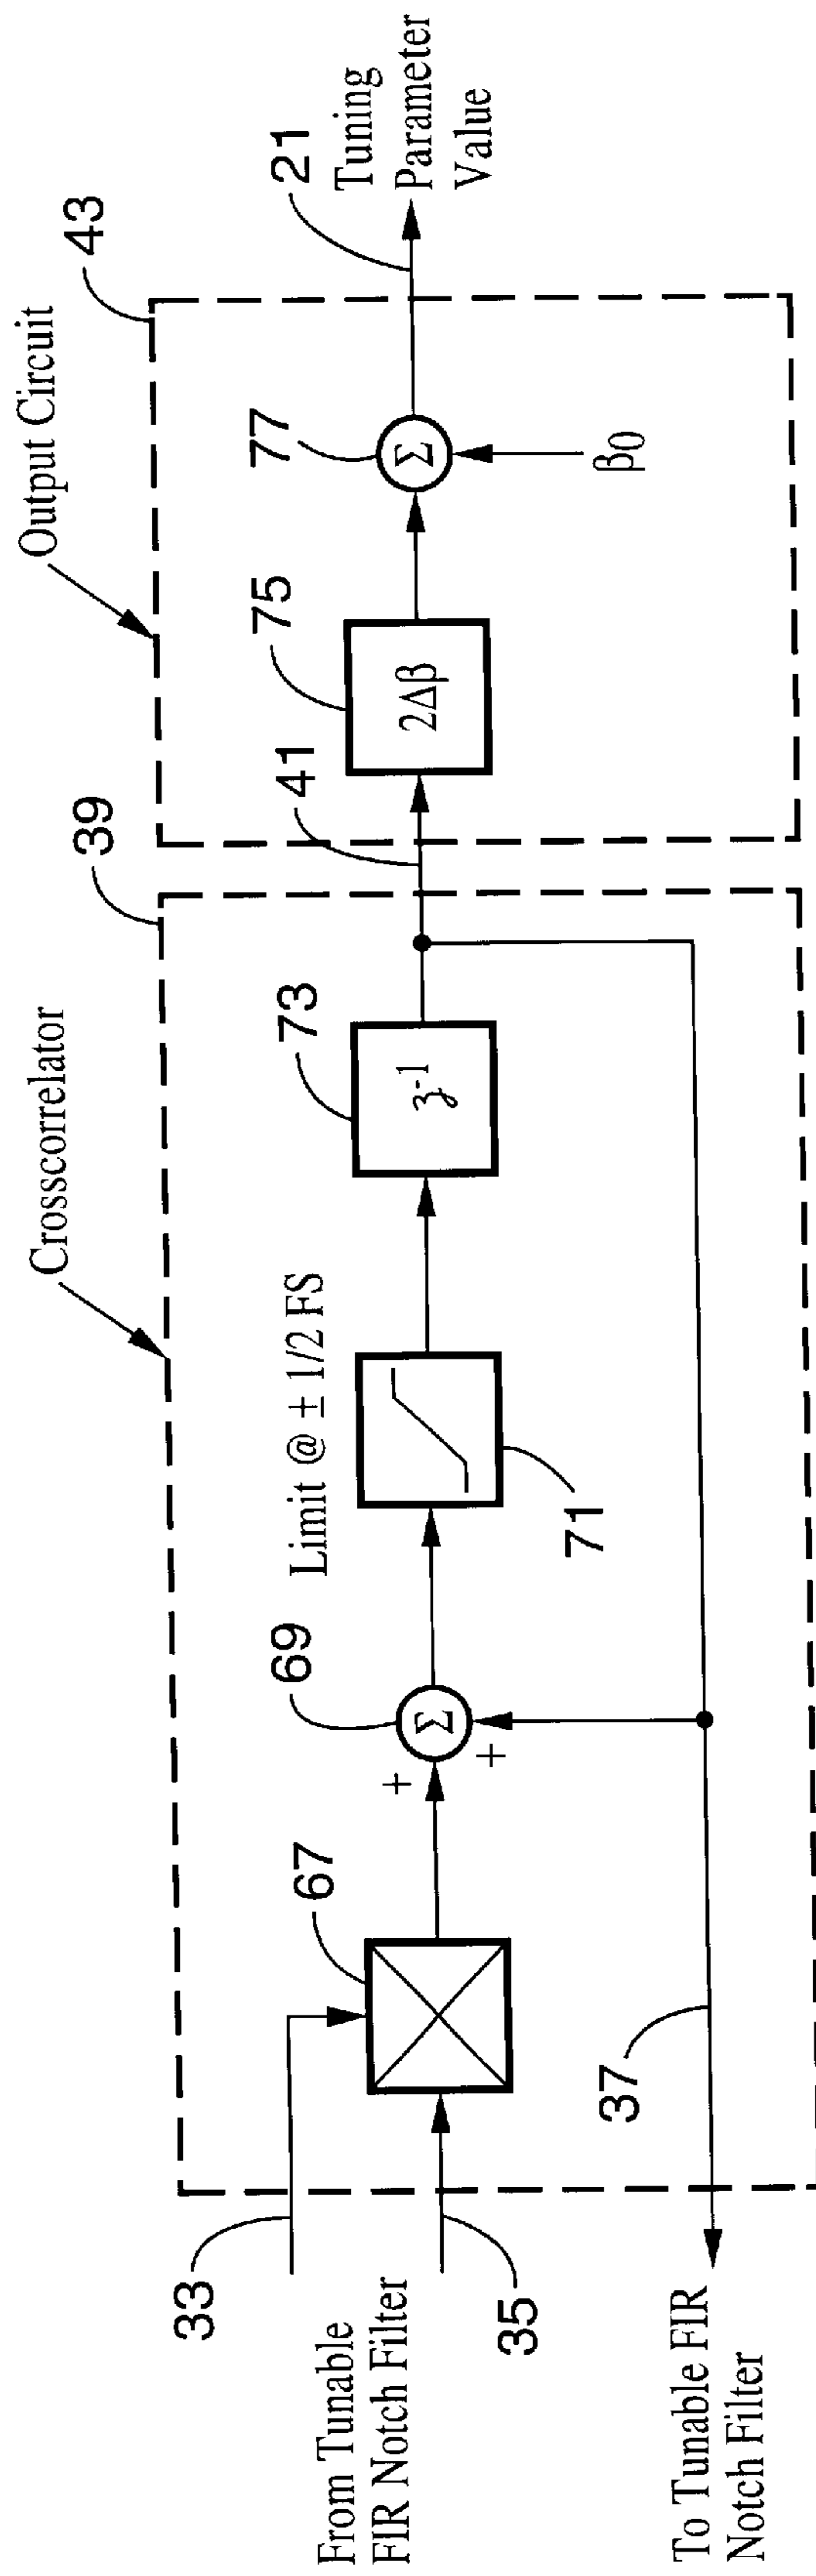 33
From Tunable
FIR Notch Filter
35
To Tunable FIR
Notch Filter
37
67
+
+
69
Σ
Limit @ ± 1/2 FS
71
Crosscorrelator
39
73
z-1
41
75
2Δβ
Output Circuit
43
77
Σ
β0
21
Tuning
Parameter
Value